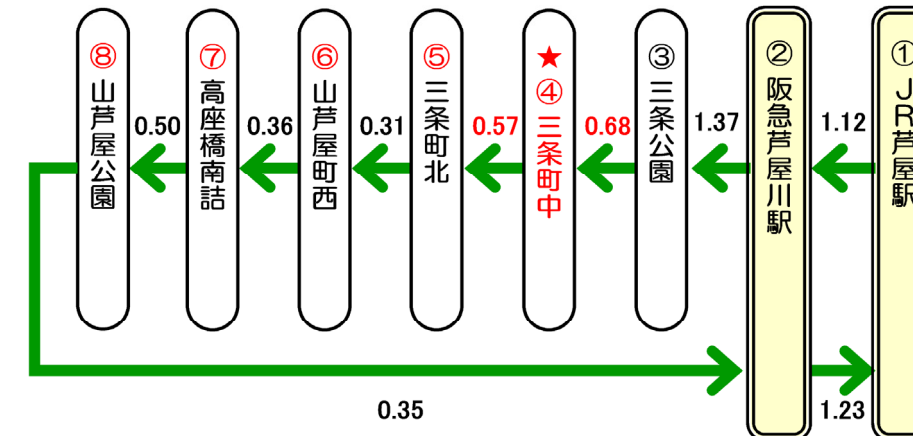 ⑧山芦屋公園
0.50
⑦高座橋南詰
0.36
⑥山芦屋町西
0.31
⑤三条町北
0.57
★④三条町中
0.68
③三条公園
1.37
②阪急芦屋川駅
1.12
①JR芦屋駅
0.35
1.23